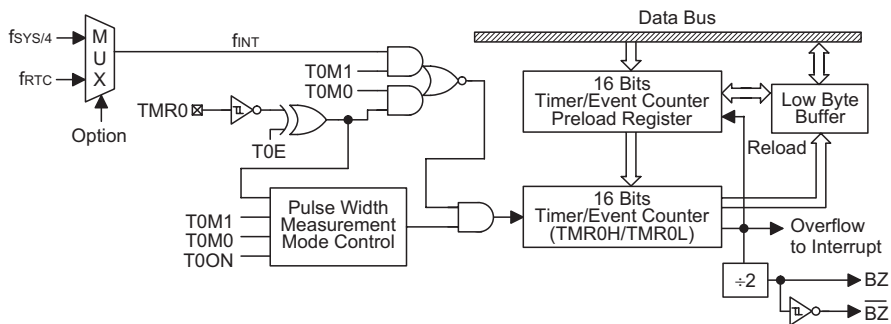 Data Bus
fSYS/4
fRTC
M
U
X
Option
fINT
T0M1
T0M0
TMR0
T0E
16 Bits
Timer/Event Counter
Preload Register
Low Byte
Buffer
Reload
T0M1
T0M0
T0ON
Pulse Width
Measurement
Mode Control
16 Bits
Timer/Event Counter
(TMR0H/TMR0L)
Overflow
to Interrupt
÷2
BZ
B̅Z̅